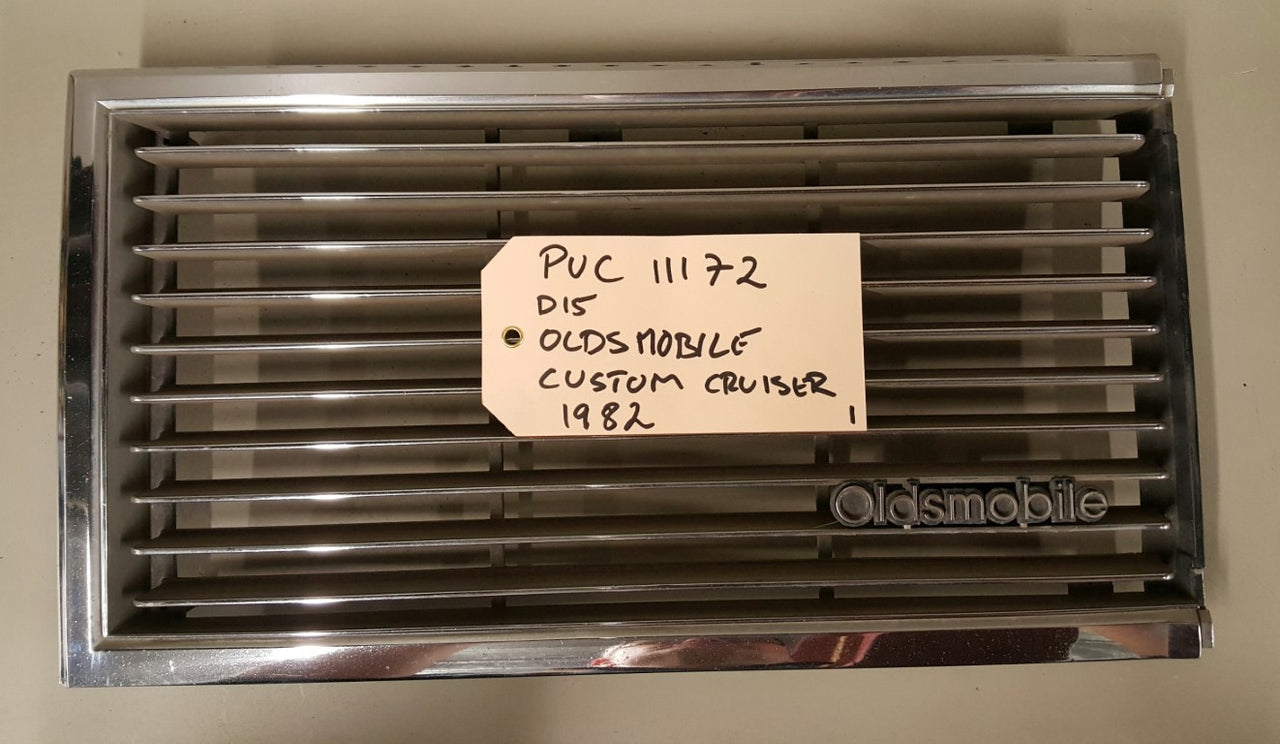 PUC 11172
D15
OLDSMOBILE
CUSTOM CRUISER
1982 1
Oldsmobile